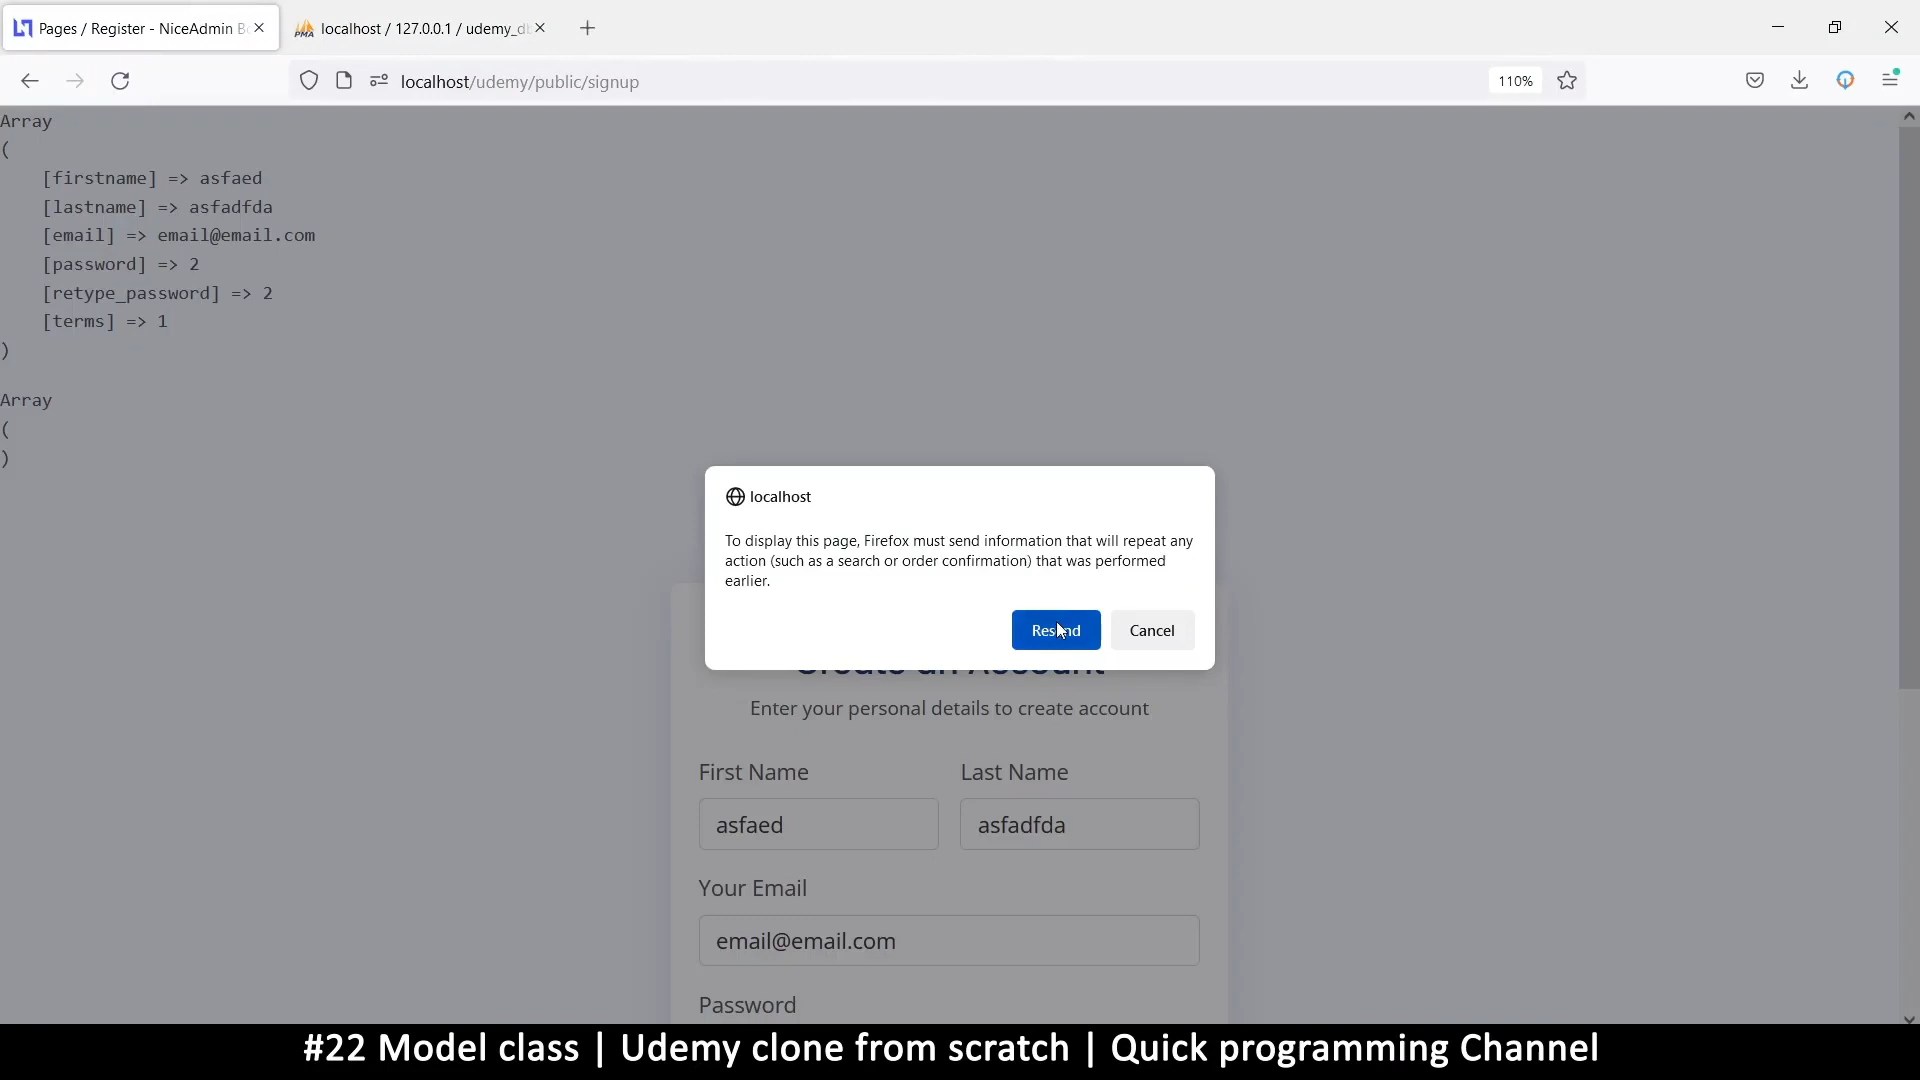 Pages / Register - NiceAdmin B
localhost / 127.0.0.1 / udemy_d
localhost/udemy/public/signup
110%
Array
(
[firstname] => asfaed
[lastname] => asfadfda
[email] => email@email.com
[password] => 2
[retype_password] => 2
[terms] => 1
)
Array
(
)
localhost
To display this page, Firefox must send information that will repeat any
action (such as a search or order confirmation) that was performed
earlier.
Resend
Cancel
Create an Account
Enter your personal details to create account
First Name
Last Name
asfaed
asfadfda
Your Email
email@email.com
Password
#22 Model class | Udemy clone from scratch | Quick programming Channel